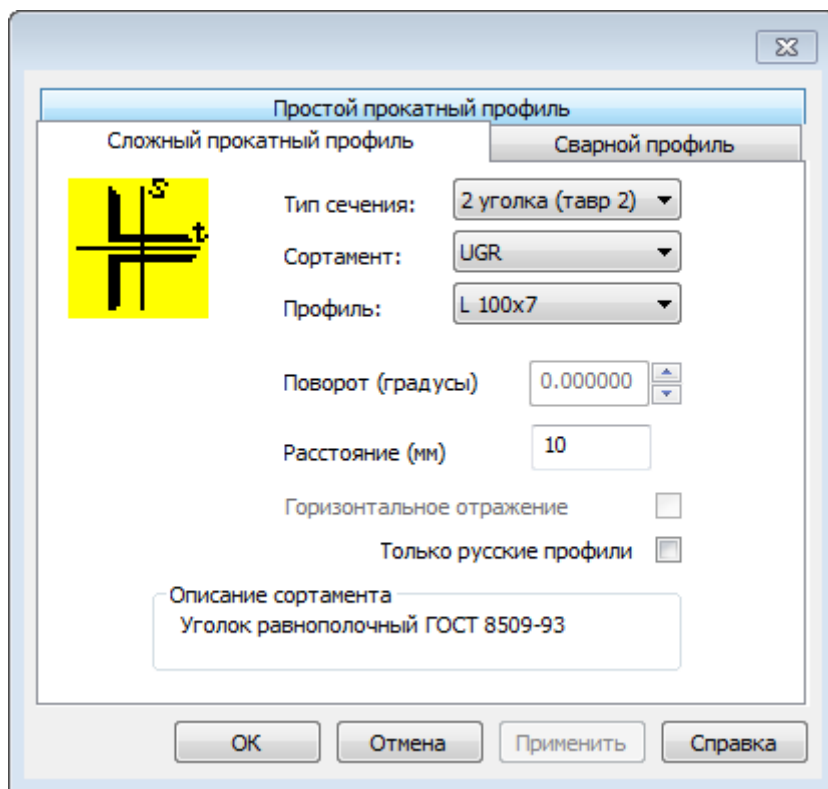 Простой прокатный профиль
Сложный прокатный профиль
Сварной профиль
s
t
Тип сечения: 2 уголка (тавр 2)
Сортамент: UGR
Профиль: L 100x7
Поворот (градусы) 0.000000
Расстояние (мм) 10
Горизонтальное отражение
Только русские профили
Описание сортамента
Уголок равнополочный ГОСТ 8509-93
ОК Отмена Применить Справка